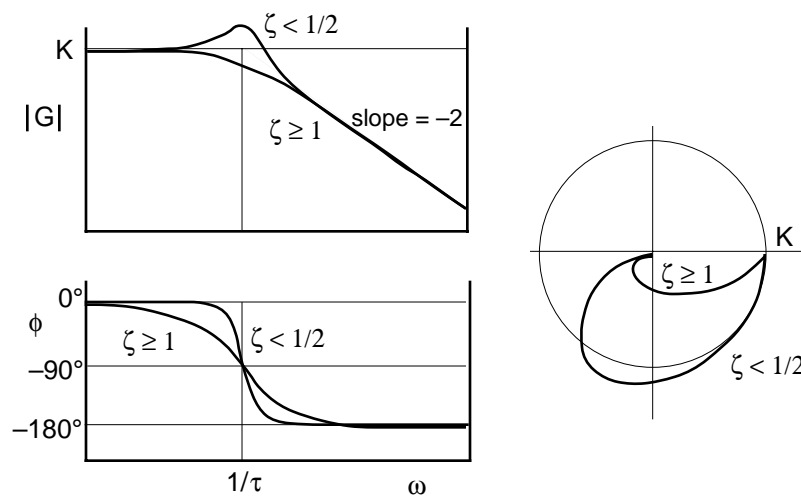 ζ < 1/2
K
|G|
slope = –2
ζ ≥ 1
K
ζ ≥ 1
0°
ϕ
ζ ≥ 1
ζ < 1/2
–90°
ζ < 1/2
–180°
1/τ
ω